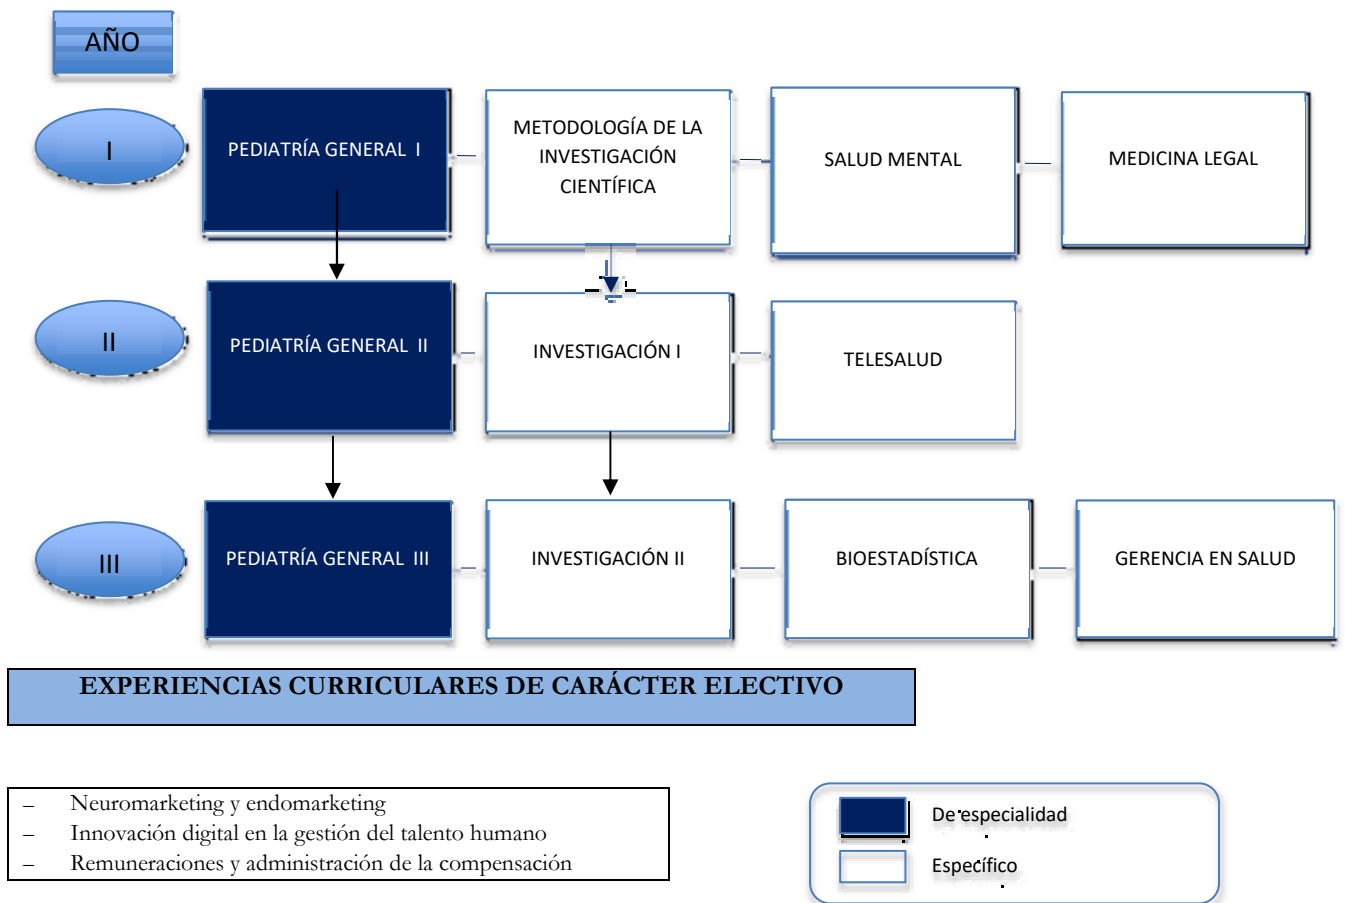 AÑO
I
PEDIATRÍA GENERAL I
METODOLOGÍA DE LA
INVESTIGACIÓN
CIENTÍFICA
SALUD MENTAL
MEDICINA LEGAL
II
PEDIATRÍA GENERAL II
INVESTIGACIÓN I
TELESALUD
III
PEDIATRÍA GENERAL III
INVESTIGACIÓN II
BIOESTADÍSTICA
GERENCIA EN SALUD
EXPERIENCIAS CURRICULARES DE CARÁCTER ELECTIVO
– Neuromarketing y endomarketing
– Innovación digital en la gestión del talento humano
– Remuneraciones y administración de la compensación
De especialidad
Específico